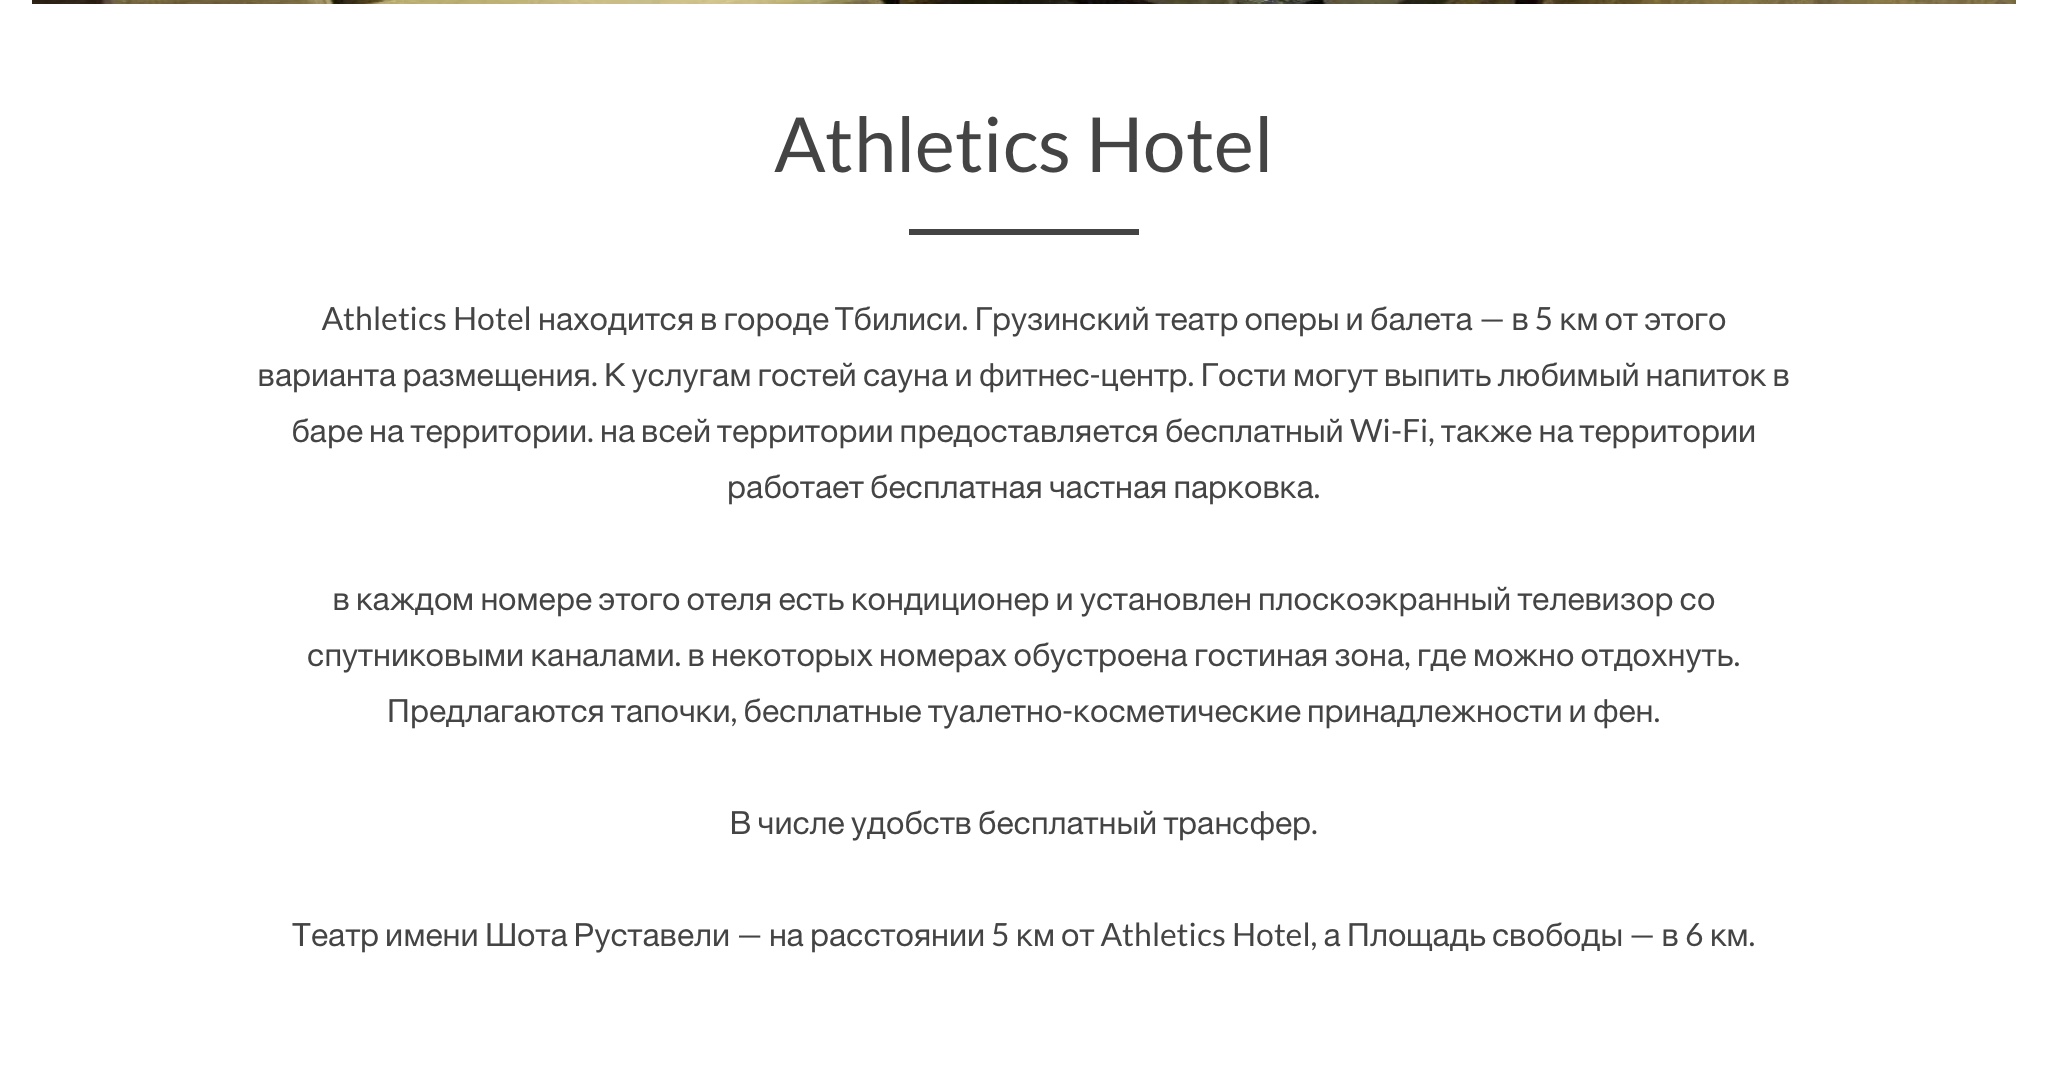 Athletics Hotel
Athletics Hotel находится в городе Тбилиси. Грузинский театр оперы и балета — в 5 км от этого
варианта размещения. К услугам гостей сауна и фитнес-центр. Гости могут выпить любимый напиток в
баре на территории. на всей территории предоставляется бесплатный Wi-Fi, также на территории
работает бесплатная частная парковка.
в каждом номере этого отеля есть кондиционер и установлен плоскоэкранный телевизор со
спутниковыми каналами. в некоторых номерах обустроена гостиная зона, где можно отдохнуть.
Предлагаются тапочки, бесплатные туалетно-косметические принадлежности и фен.
В числе удобств бесплатный трансфер.
Театр имени Шота Руставели — на расстоянии 5 км от Athletics Hotel, а Площадь свободы — в 6 км.